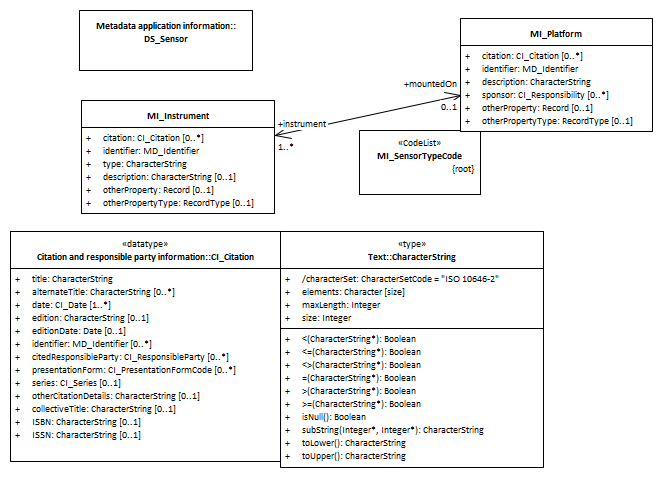 Metadata application information::
DS_Sensor
MI_Platform
+ citation: CI_Citation [0..*]
+ identifier: MD_Identifier
+ description: CharacterString
+ sponsor: CI_Responsibility [0..*]
+ otherProperty: Record [0..1]
+ otherPropertyType: RecordType [0..1]
+mountedOn
0..1
+instrument
1..*
MI_Instrument
+ citation: CI_Citation [0..*]
+ identifier: MD_Identifier
+ type: CharacterString
+ description: CharacterString [0..1]
+ otherProperty: Record [0..1]
+ otherPropertyType: RecordType [0..1]
«CodeList»
MI_SensorTypeCode
{root}
«datatype»
Citation and responsible party information::CI_Citation
+ title: CharacterString
+ alternateTitle: CharacterString [0..*]
+ date: CI_Date [1..*]
+ edition: CharacterString [0..1]
+ editionDate: Date [0..1]
+ identifier: MD_Identifier [0..*]
+ citedResponsibleParty: CI_ResponsibleParty [0..*]
+ presentationForm: CI_PresentationFormCode [0..*]
+ series: CI_Series [0..1]
+ otherCitationDetails: CharacterString [0..1]
+ collectiveTitle: CharacterString [0..1]
+ ISBN: CharacterString [0..1]
+ ISSN: CharacterString [0..1]
«type»
Text::CharacterString
+ /characterSet: CharacterSetCode = "ISO 10646-2"
+ elements: Character [size]
+ maxLength: Integer
+ size: Integer
+ <(CharacterString*): Boolean
+ <=(CharacterString*): Boolean
+ <>(CharacterString*): Boolean
+ =(CharacterString*): Boolean
+ >(CharacterString*): Boolean
+ >=(CharacterString*): Boolean
+ isNull(): Boolean
+ subString(Integer*, Integer*): CharacterString
+ toLower(): CharacterString
+ toUpper(): CharacterString